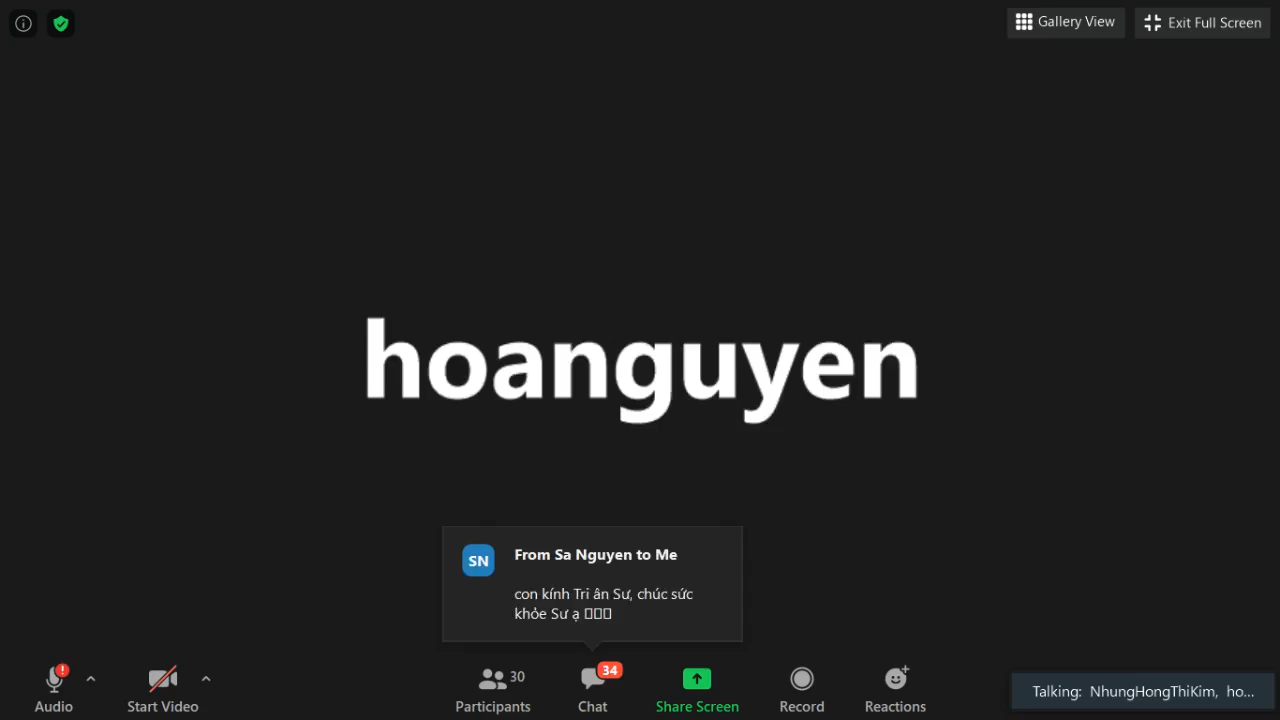 Gallery View
Exit Full Screen
hoanguyen
SN
From Sa Nguyen to Me
con kính Tri ân Sư, chúc sức
khỏe Sư ạ
Audio
Start Video
30
Participants
34
Chat
Share Screen
Record
Reactions
Talking: NhungHongThiKim, ho...